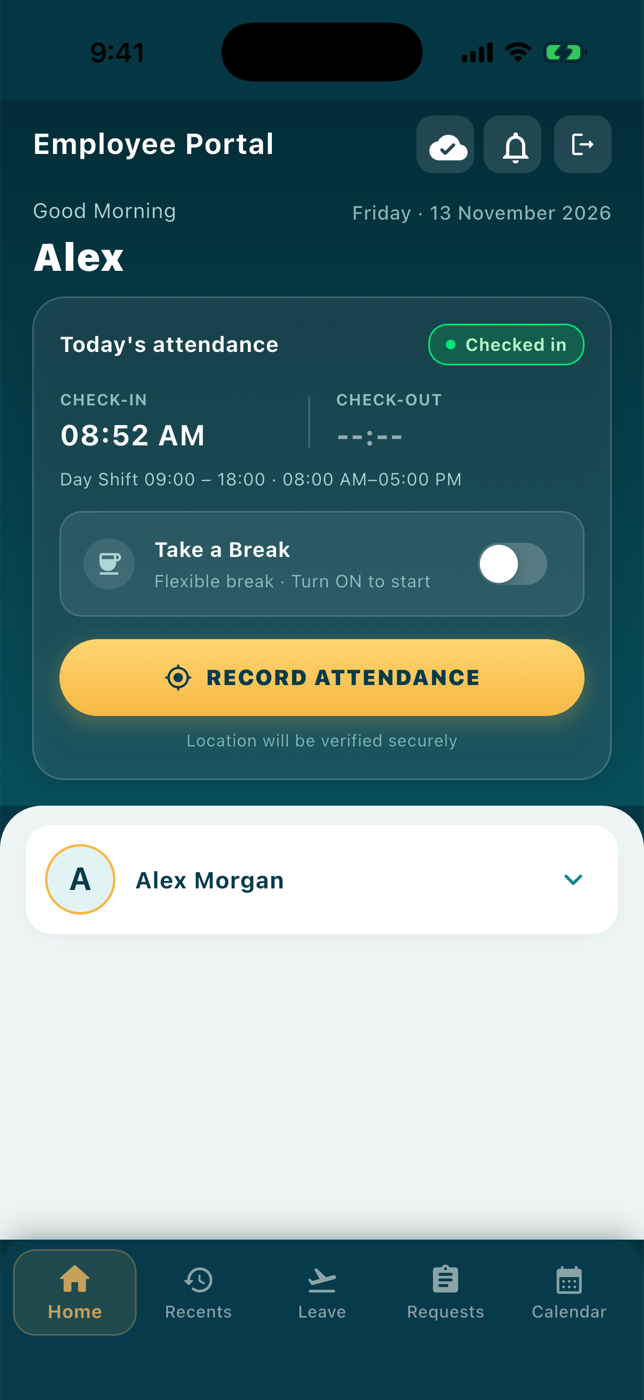 9:41
Employee Portal
Good Morning
Friday · 13 November 2026
Alex
Today's attendance
Checked in
CHECK-IN
CHECK-OUT
08:52 AM
--:--
Day Shift 09:00 – 18:00 · 08:00 AM–05:00 PM
Take a Break
Flexible break · Turn ON to start
RECORD ATTENDANCE
Location will be verified securely
A
Alex Morgan
Home
Recents
Leave
Requests
Calendar